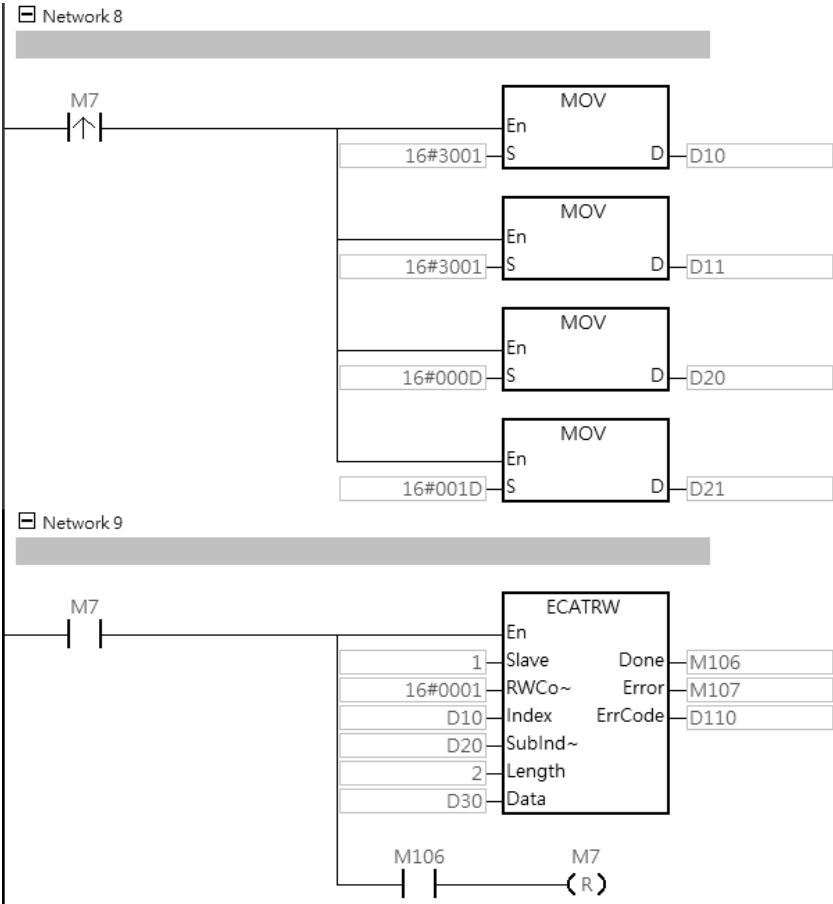 Network 8
M7
MOV
En
16#3001 S D D10
MOV
En
16#3001 S D D11
MOV
En
16#000D S D D20
MOV
En
16#001D S D D21
Network 9
M7
ECATRW
En
1 Slave Done M106
16#0001 RWCo~ Error M107
D10 Index ErrCode D110
D20 SubInd~
2 Length
D30 Data
M106 M7
R